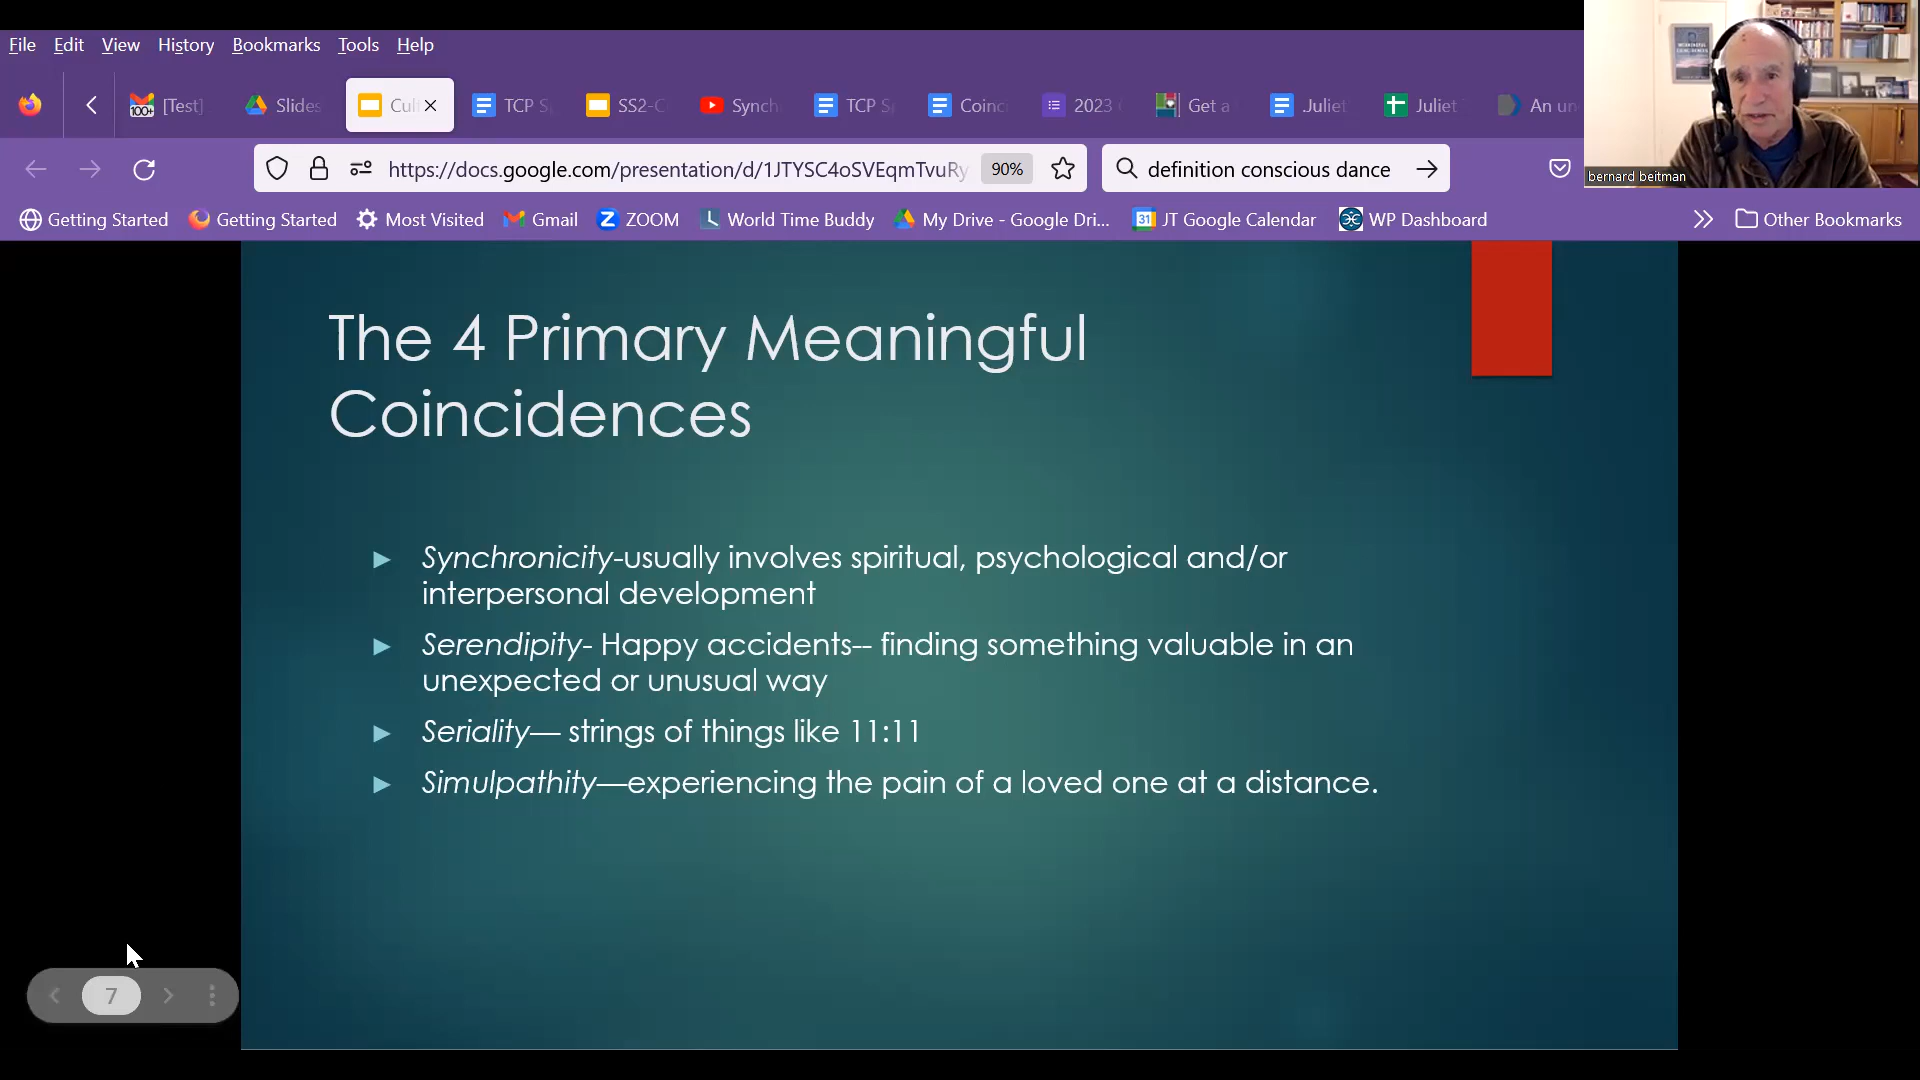 File Edit View History Bookmarks Tools Help
100+ [Test] Slides Cul TCP S SS2-C Synch TCP S Coinc 2023 Get a Juliet Juliet An un
https://docs.google.com/presentation/d/1JTYSC4oSVEqmTvuRy 90% definition conscious dance
bernard beitman
Getting Started Getting Started Most Visited Gmail ZOOM World Time Buddy My Drive - Google Dri... 31 JT Google Calendar WP Dashboard Other Bookmarks
The 4 Primary Meaningful
Coincidences
Synchronicity-usually involves spiritual, psychological and/or
interpersonal development
Serendipity- Happy accidents-- finding something valuable in an
unexpected or unusual way
Seriality— strings of things like 11:11
Simulpathity—experiencing the pain of a loved one at a distance.
7